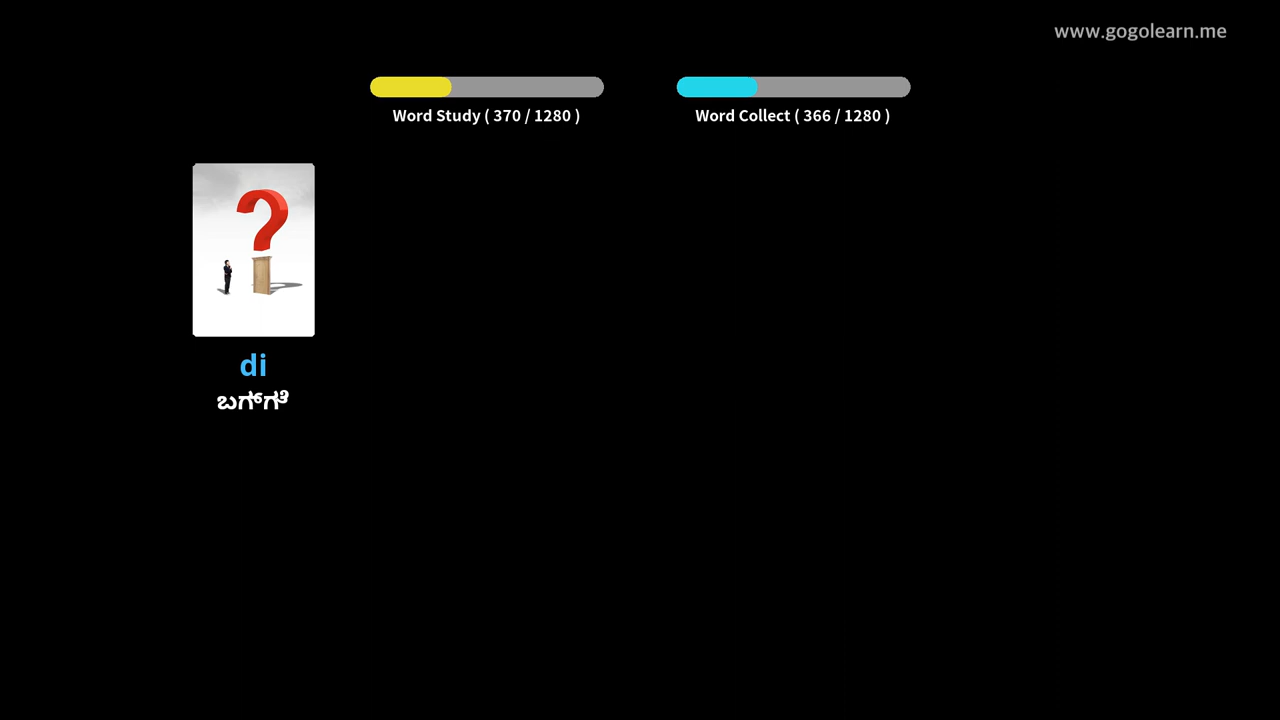 www.gogolearn.me
Word Study ( 370 / 1280 )
Word Collect ( 366 / 1280 )
?
di
ಬಗ್‌ಗೆ